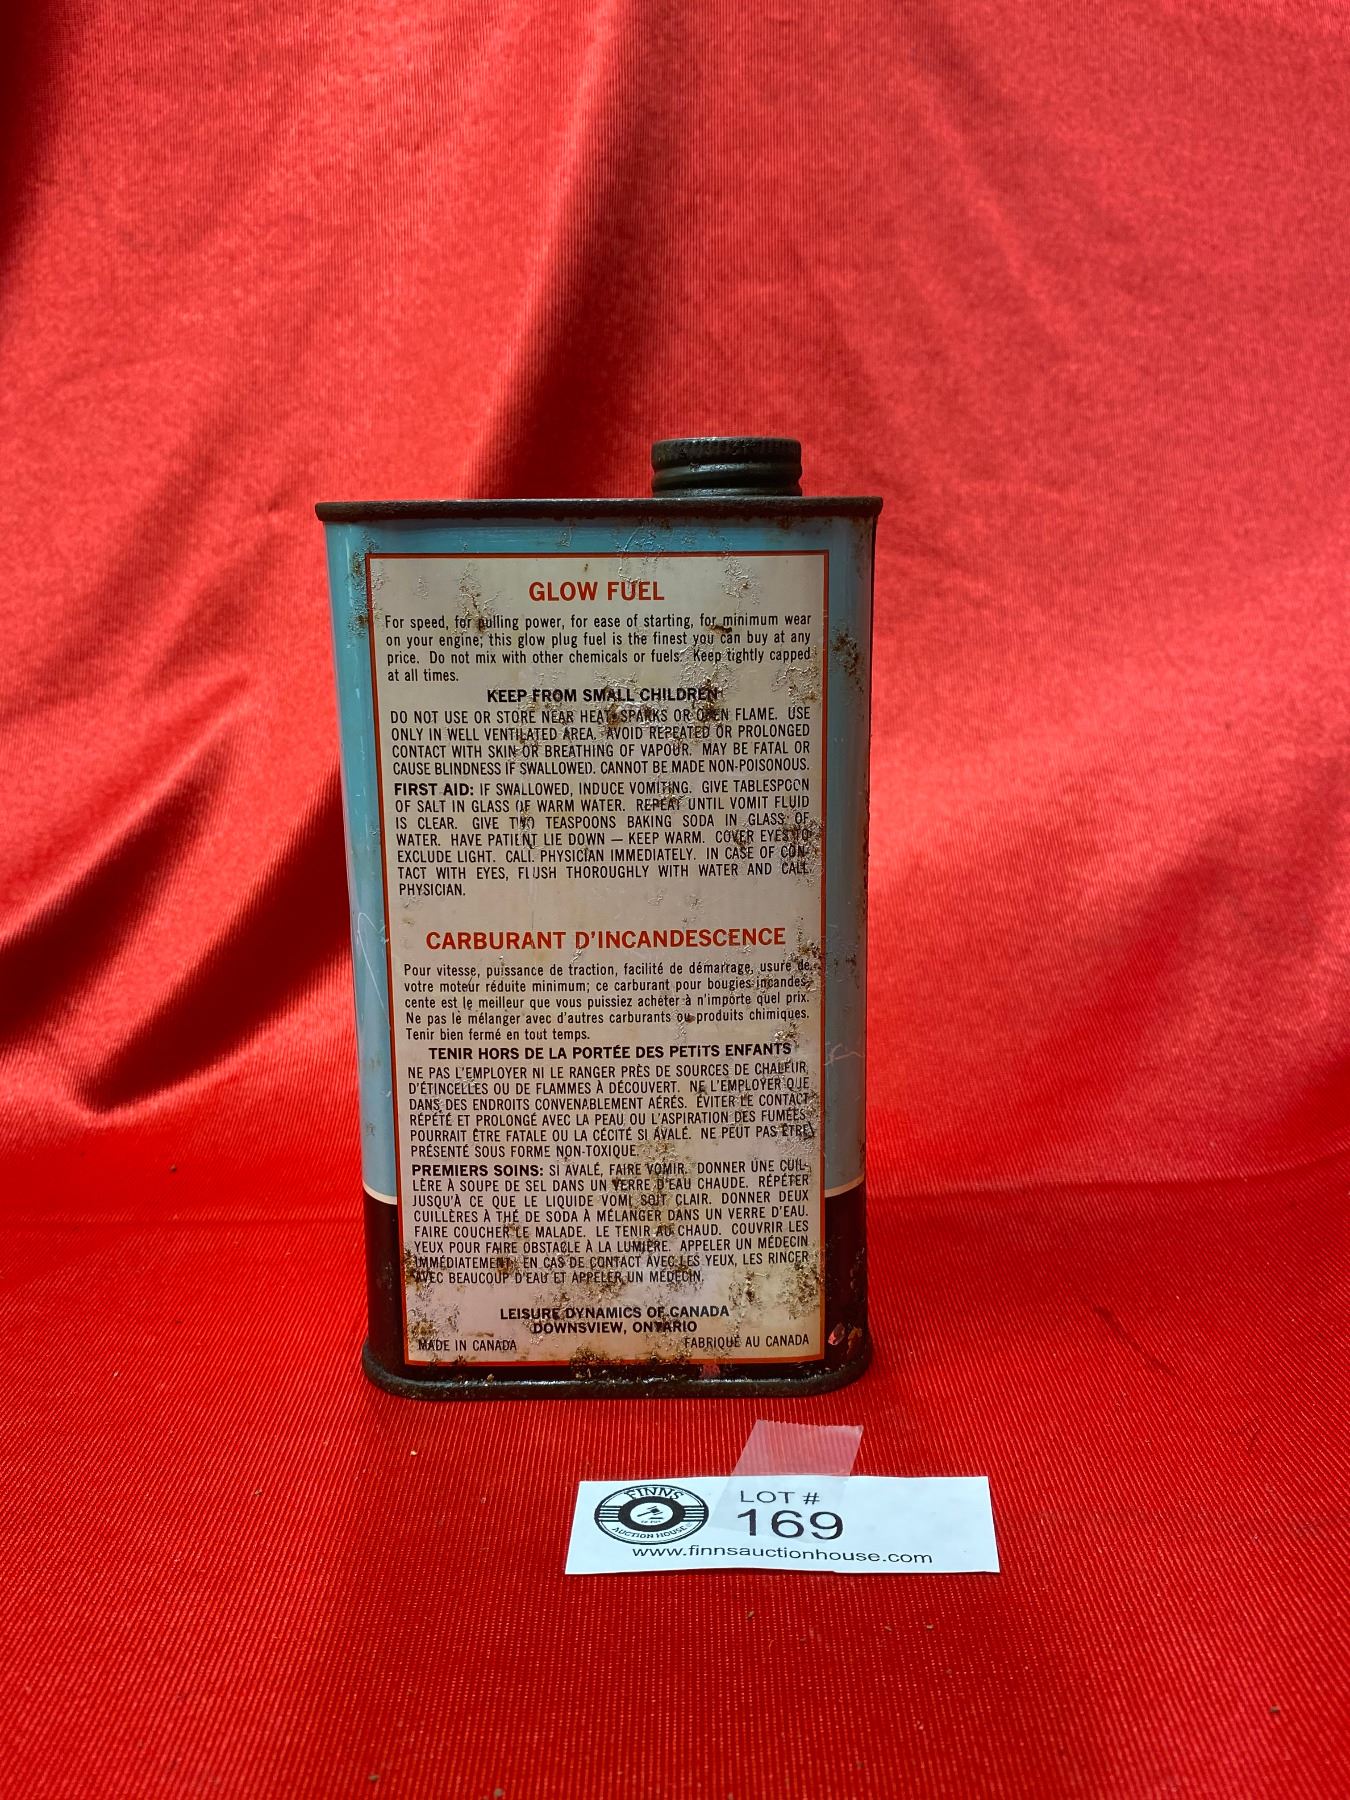 GLOW FUEL
For speed, for pulling power, for ease of starting, for minimum wear
on your engine; this glow plug fuel is the finest you can buy at any
price. Do not mix with other chemicals or fuels. Keep tightly capped
at all times.
KEEP FROM SMALL CHILDREN
DO NOT USE OR STORE NEAR HEAT, SPARKS OR OPEN FLAME. USE
ONLY IN WELL VENTILATED AREA. AVOID REPEATED OR PROLONGED
CONTACT WITH SKIN OR BREATHING OF VAPOUR. MAY BE FATAL OR
CAUSE BLINDNESS IF SWALLOWED. CANNOT BE MADE NON-POISONOUS.
FIRST AID: IF SWALLOWED, INDUCE VOMITING. GIVE TABLESPOON
OF SALT IN GLASS OF WARM WATER. REPEAT UNTIL VOMIT FLUID
IS CLEAR. GIVE TWO TEASPOONS BAKING SODA IN GLASS OF
WATER. HAVE PATIENT LIE DOWN — KEEP WARM. COVER EYES TO
EXCLUDE LIGHT. CALL PHYSICIAN IMMEDIATELY. IN CASE OF CON-
TACT WITH EYES, FLUSH THOROUGHLY WITH WATER AND CALL
PHYSICIAN.
CARBURANT D'INCANDESCENCE
Pour vitesse, puissance de traction, facilité de démarrage, usure de
votre moteur réduite minimum; ce carburant pour bougies incandes-
cente est le meilleur que vous puissiez acheter à n'importe quel prix.
Ne pas le mélanger avec d'autres carburants ou produits chimiques.
Tenir bien fermé en tout temps.
TENIR HORS DE LA PORTÉE DES PETITS ENFANTS
NE PAS L'EMPLOYER NI LE RANGER PRÈS DE SOURCES DE CHALEUR,
D'ÉTINCELLES OU DE FLAMMES À DÉCOUVERT. NE L'EMPLOYER QUE
DANS DES ENDROITS CONVENABLEMENT AÉRÉS. ÉVITER LE CONTACT
RÉPÉTÉ ET PROLONGÉ AVEC LA PEAU OU L'ASPIRATION DES FUMÉES.
POURRAIT ÊTRE FATALE OU LA CÉCITÉ SI AVALÉ. NE PEUT PAS ÊTRE
PRÉSENTÉ SOUS FORME NON-TOXIQUE.
PREMIERS SOINS: SI AVALÉ, FAIRE VOMIR. DONNER UNE CUIL-
LÈRE À SOUPE DE SEL DANS UN VERRE D'EAU CHAUDE. RÉPÉTER
JUSQU'À CE QUE LE LIQUIDE VOMI SOIT CLAIR. DONNER DEUX
CUILLÈRES À THÉ DE SODA À MÉLANGER DANS UN VERRE D'EAU.
FAIRE COUCHER LE MALADE. LE TENIR AU CHAUD. COUVRIR LES
YEUX POUR FAIRE OBSTACLE À LA LUMIÈRE. APPELER UN MÉDECIN
IMMÉDIATEMENT. EN CAS DE CONTACT AVEC LES YEUX, LES RINCER
AVEC BEAUCOUP D'EAU ET APPELER UN MÉDECIN.
LEISURE DYNAMICS OF CANADA
DOWNSVIEW, ONTARIO
MADE IN CANADA FABRIQUÉ AU CANADA
FINNS
AUCTION HOUSE
LOT #
169
www.finnsauctionhouse.com